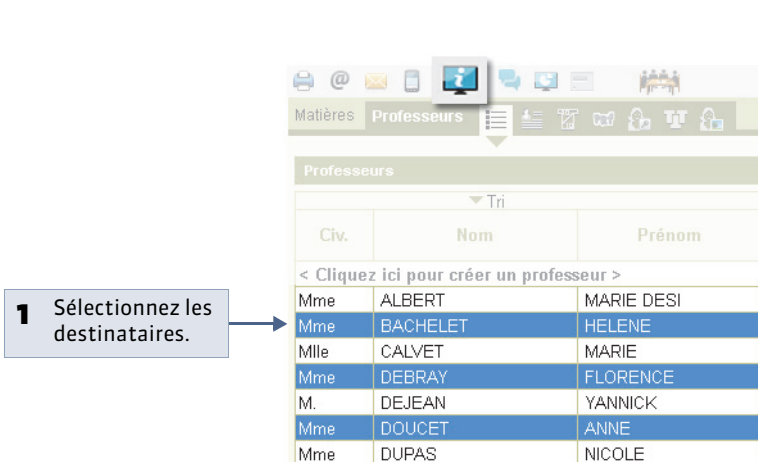 Matières Professeurs
Professeurs
Tri
Civ. Nom Prénom
< Cliquez ici pour créer un professeur >
1 Sélectionnez les
destinataires.
Mme ALBERT MARIE DESI
Mme BACHELET HELENE
Mlle CALVET MARIE
Mme DEBRAY FLORENCE
M. DEJEAN YANNICK
Mme DOUCET ANNE
Mme DUPAS NICOLE